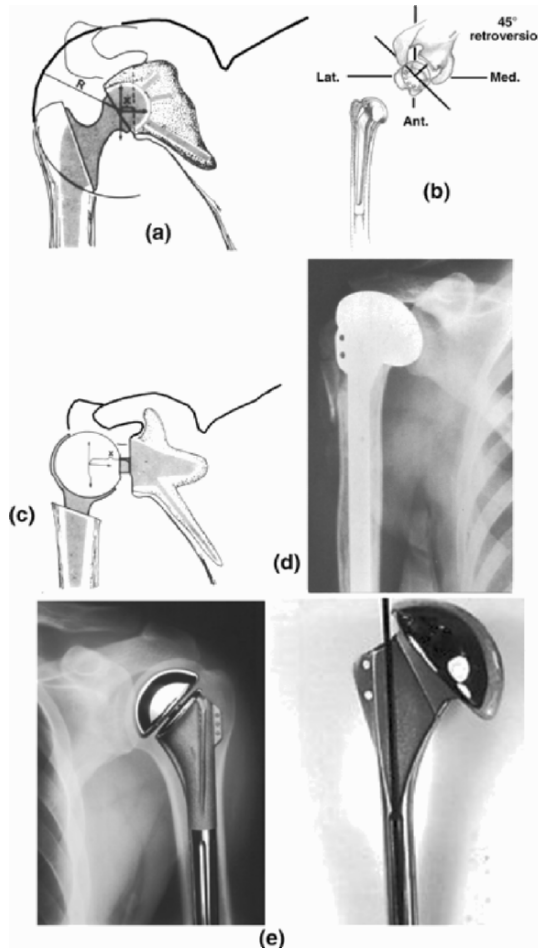 45°
retroversio
Lat.
Med.
Ant.
R
x
(a)
(b)
x
(c)
(d)
(e)